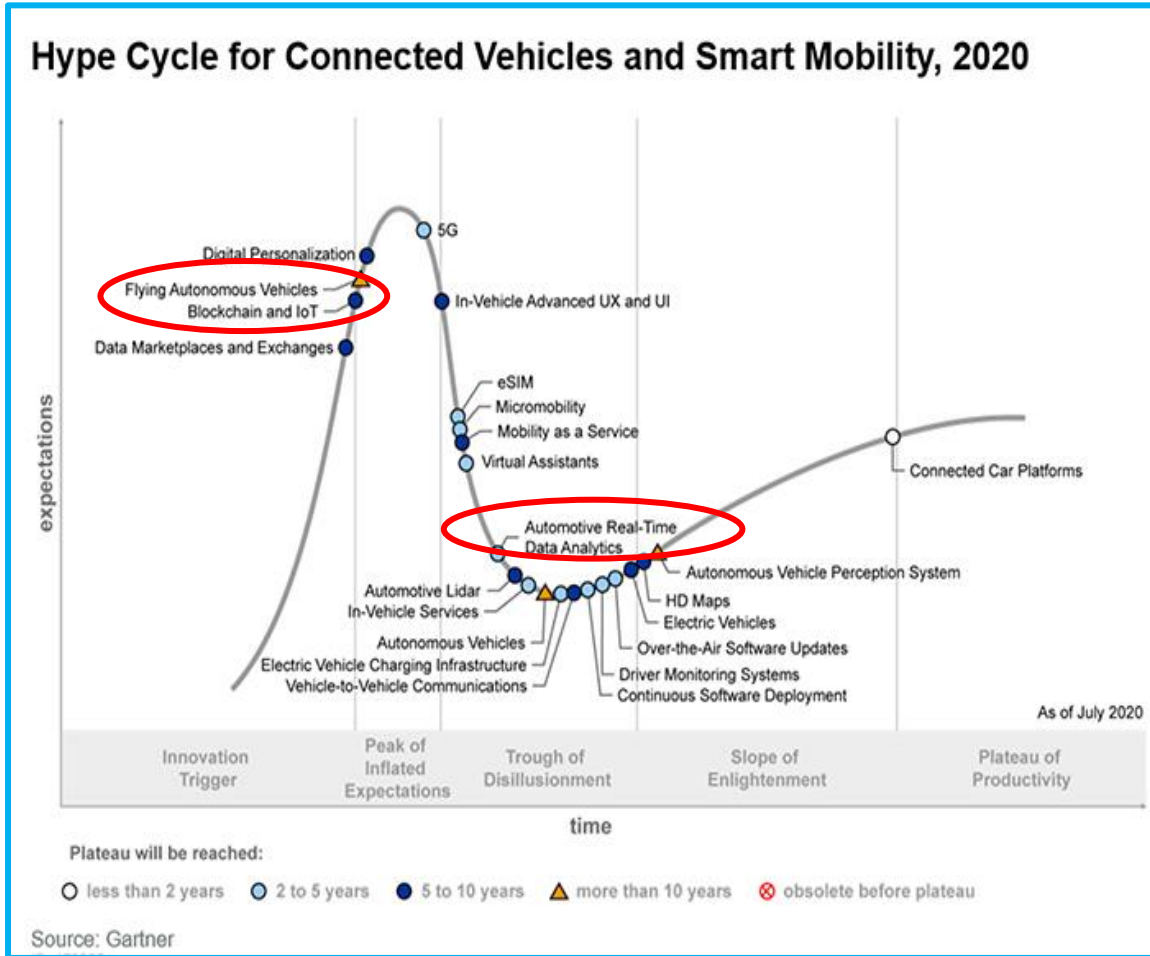 Hype Cycle for Connected Vehicles and Smart Mobility, 2020
expectations
5G
Digital Personalization
Flying Autonomous Vehicles
Blockchain and IoT
In-Vehicle Advanced UX and UI
Data Marketplaces and Exchanges
eSIM
Micromobility
Mobility as a Service
Virtual Assistants
Connected Car Platforms
Automotive Real-Time
Data Analytics
Autonomous Vehicle Perception System
Automotive Lidar
HD Maps
In-Vehicle Services
Electric Vehicles
Autonomous Vehicles
Over-the-Air Software Updates
Electric Vehicle Charging Infrastructure
Driver Monitoring Systems
Vehicle-to-Vehicle Communications
Continuous Software Deployment
As of July 2020
Innovation
Trigger
Peak of
Inflated
Expectations
Trough of
Disillusionment
Slope of
Enlightenment
Plateau of
Productivity
time
Plateau will be reached:
less than 2 years
2 to 5 years
5 to 10 years
more than 10 years
obsolete before plateau
Source: Gartner